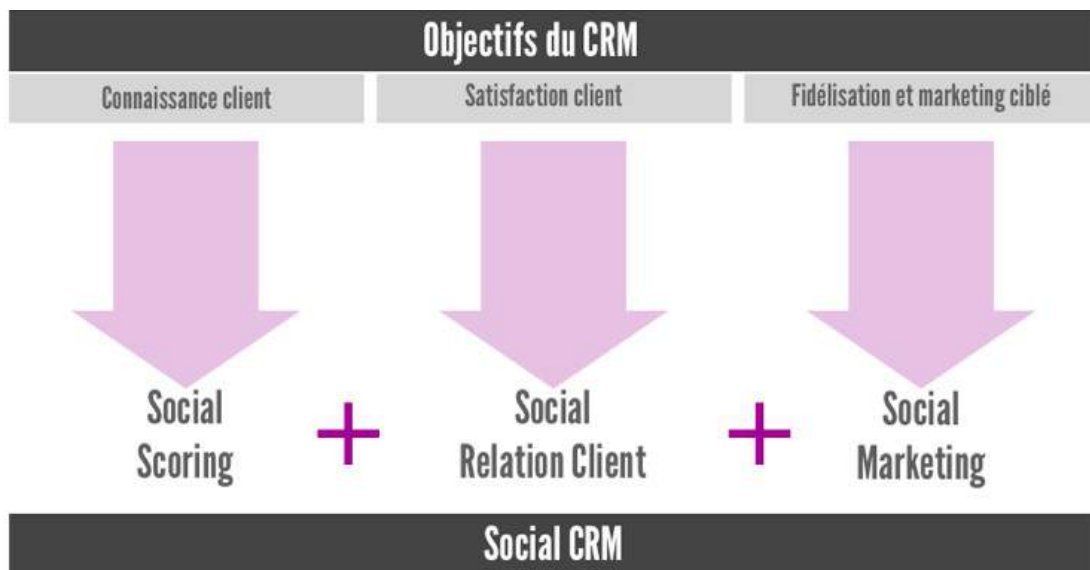 Objectifs du CRM
Connaissance client
Satisfaction client
Fidélisation et marketing ciblé
Social
Scoring
+
Social
Relation Client
+
Social
Marketing
Social CRM